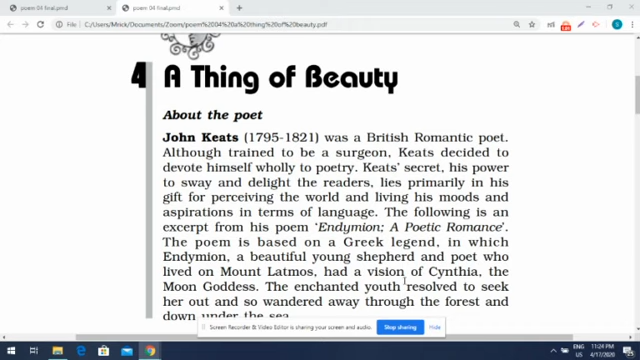 poem 04 final.pmd
poem 04 final.pmd
C:/Users/Mnick/Documents/Zoom/poem%2004%20a%20thing%20of%20beauty.pdf
4 A Thing of Beauty
About the poet
John Keats (1795-1821) was a British Romantic poet.
Although trained to be a surgeon, Keats decided to
devote himself wholly to poetry. Keats' secret, his power
to sway and delight the readers, lies primarily in his
gift for perceiving the world and living his moods and
aspirations in terms of language. The following is an
excerpt from his poem 'Endymion; A Poetic Romance'.
The poem is based on a Greek legend, in which
Endymion, a beautiful young shepherd and poet who
lived on Mount Latmos, had a vision of Cynthia, the
Moon Goddess. The enchanted youth resolved to seek
her out and so wandered away through the forest and
down under the sea.
Screen Recorder & Video Editor is sharing your screen and audio.
Stop sharing
Hide
ENG
US
11:24 PM
4/17/2020